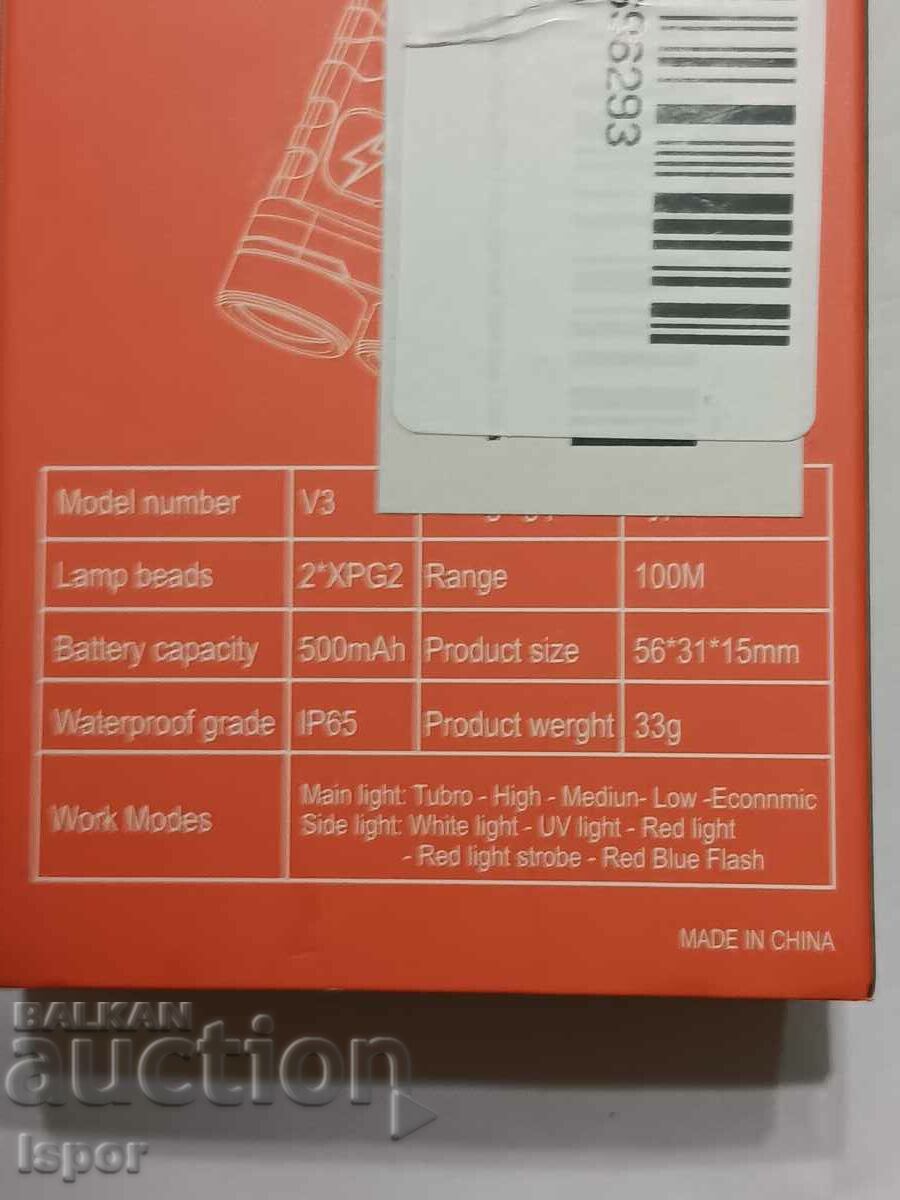 96293
Model number V3
Lamp beads 2*XPG2 Range 100M
Battery capacity 500mAh Product size 56*31*15mm
Waterproof grade IP65 Product werght 33g
Work Modes
Main light: Tubro - High - Mediun- Low -Econnmic
Side light: White light - UV light - Red light
- Red light strobe - Red Blue Flash
MADE IN CHINA
BALKAN
auction
Ispor